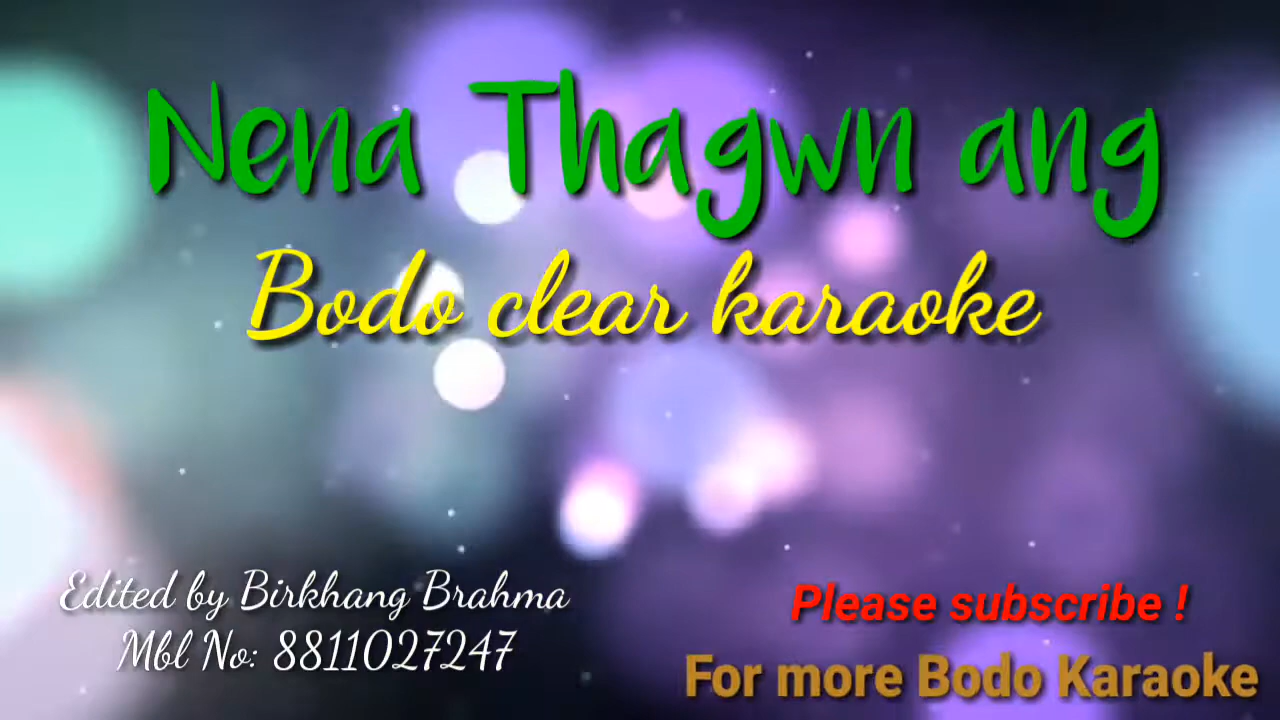 Nena Thagwn ang
Bodo clear karaoke
Edited by Birkhang Brahma
Mbl No: 8811027247
Please subscribe !
For more Bodo Karaoke